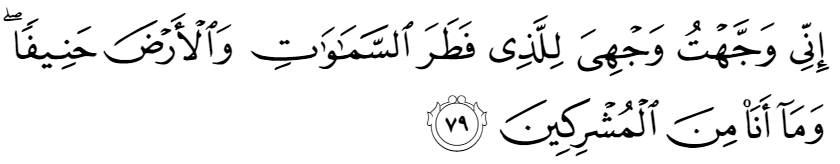 إِنِّى وَجَّهْتُ وَجْهِىَ لِلَّذِى فَطَرَ ٱلسَّمَـٰوَٰتِ وَٱلْأَرْضَ حَنِيفًا ۖ
وَمَآ أَنَا۠ مِنَ ٱلْمُشْرِكِينَ ٧٩